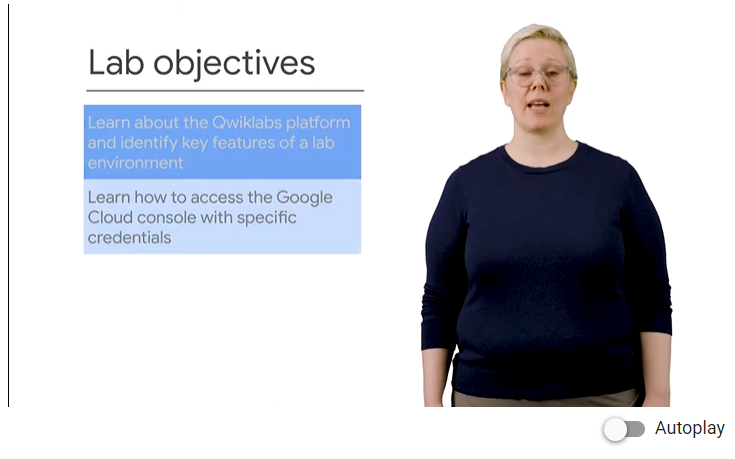 Lab objectives
Learn about the Qwiklabs platform
and identify key features of a lab
environment
Learn how to access the Google
Cloud console with specific
credentials
Autoplay